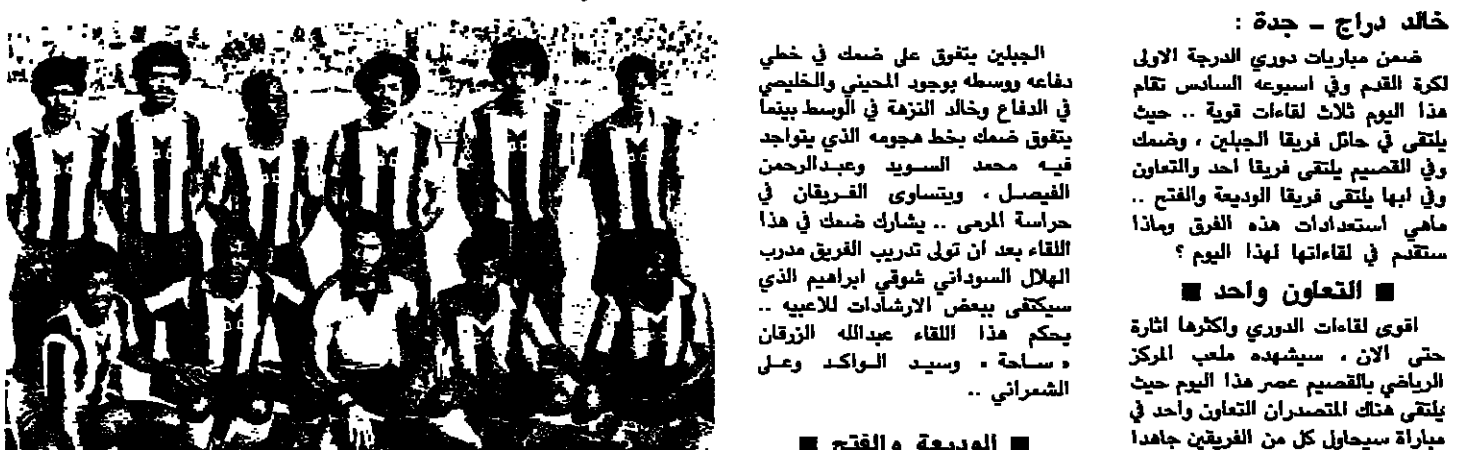 خالد دراج ــ جدة :
ضمن مباريات دوري الدرجة الاولى
لكرة القدم وفي اسبوعه السادس تقام
هذا اليوم ثلاث لقاءات قوية .. حيث
يلتقى في حائل فريقا الجبلين ، وضمك
وفي القصيم يلتقى فريقا احد والتعاون
وفي ابها يلتقى فريقا الوديعة والفتح ..
ماهي استعدادات هذه الفرق وماذا
ستقدم في لقاءاتها لهذا اليوم ؟
■ التعاون واحد ■
اقوى لقاءات الدوري واكثرها اثارة
حتى الان ، سيشهده ملعب المركز
الرياضي بالقصيم عصر هذا اليوم حيث
يلتقى هناك المتصدران التعاون واحد في
مباراة سيحاول كل من الفريقين جاهدا
الجبلين يتفوق على ضمك في خطي
دفاعه ووسطه بوجود المحيني والخليصي
في الدفاع وخالد النزهة في الوسط بينما
يتفوق ضمك بخط هجومه الذي يتواجد
فيه محمد السويد وعبدالرحمن
الفيصل ، ويتساوى الفريقان في
حراسة المرمى .. يشارك ضمك في هذا
اللقاء بعد ان تولى تدريب الفريق مدرب
الهلال السوداني شوقي ابراهيم الذي
سيكتفى ببعض الارشادات للاعبيه ..
يحكم هذا اللقاء عبدالله الزرقان
« ساحة » وسيد الواكد وعلى
الشمراني ..
■ الوديعة والفتح ■